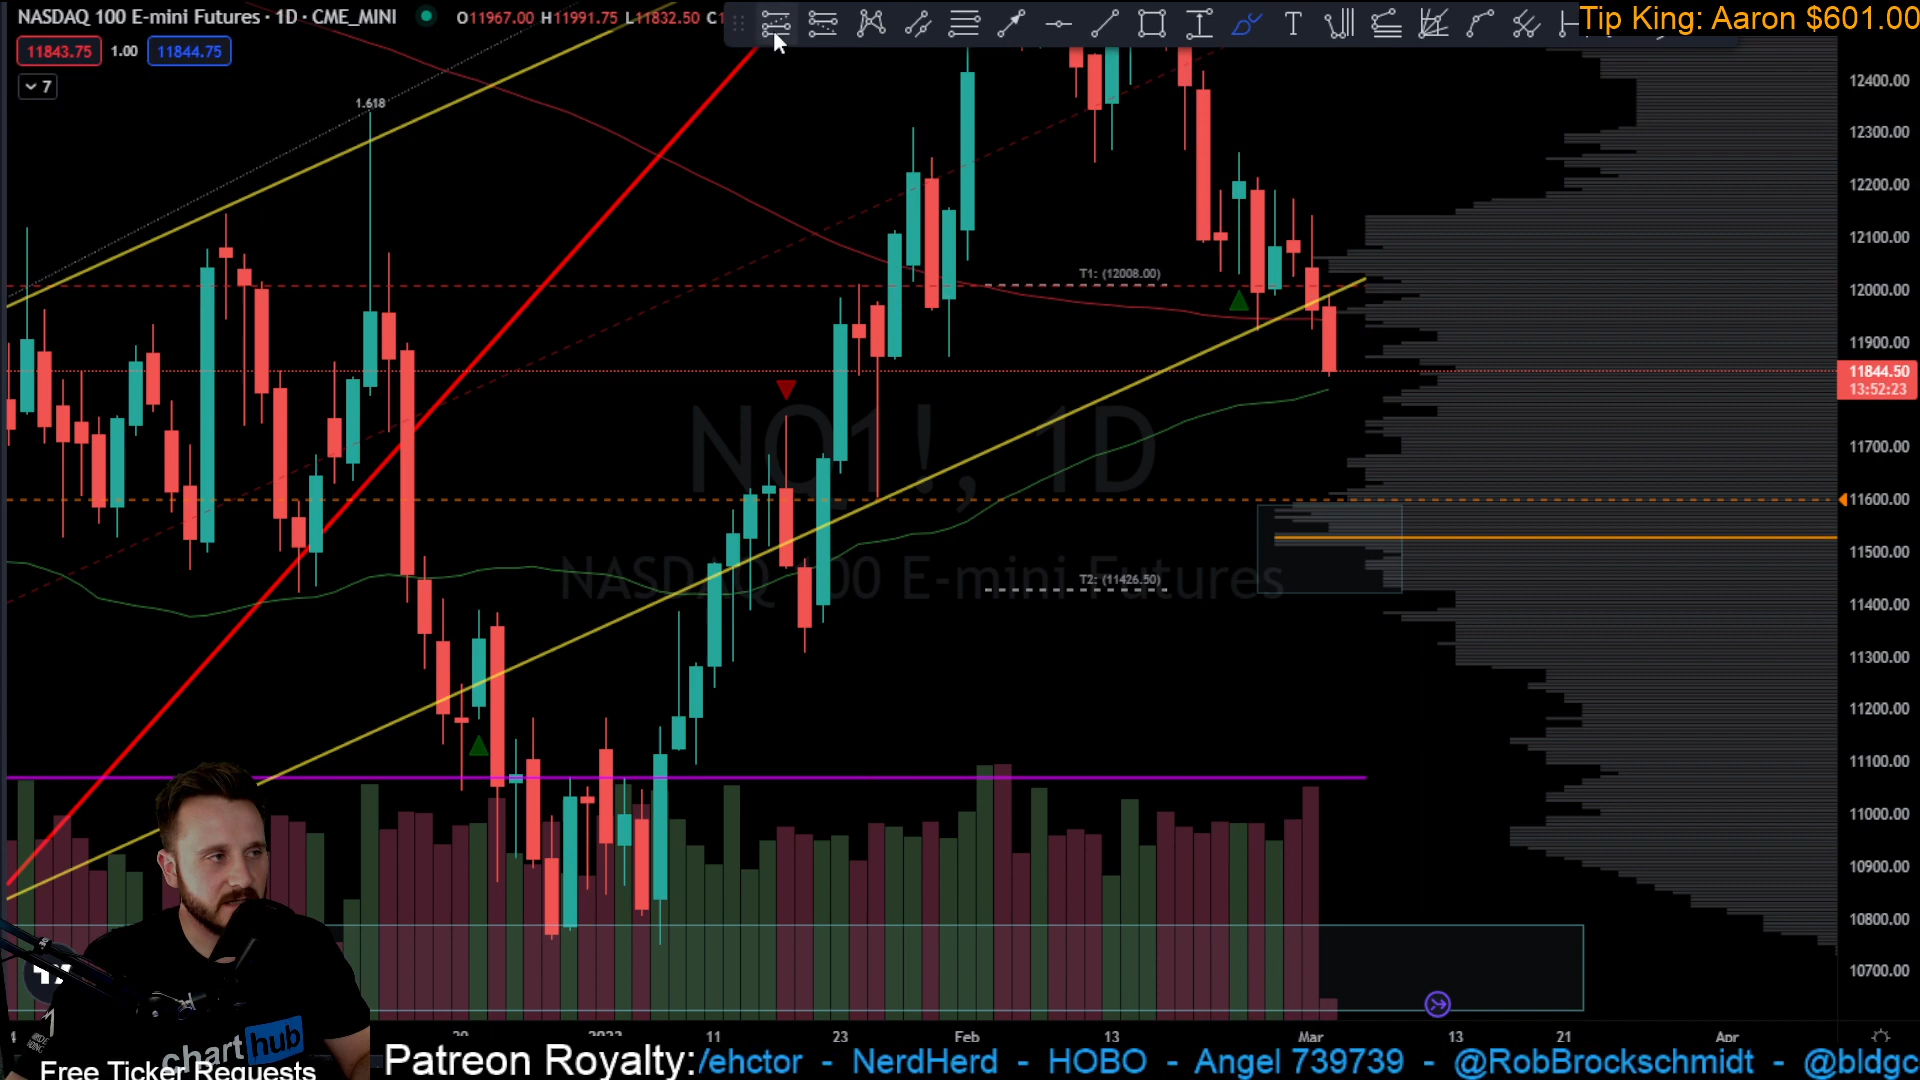 NASDAQ 100 E-mini Futures · 1D · CME_MINI
O11967.00 H11991.75 L11832.50 C1
Tip King: Aaron $601.00
11843.75 1.00 11844.75
7
1.618
T1: (12008.00)
T2: (11426.50)
NQ1!, 1D
NASDAQ 100 E-mini Futures
12400.00
12300.00
12200.00
12100.00
12000.00
11900.00
11844.50
13:52:23
11700.00
11600.00
11500.00
11400.00
11300.00
11200.00
11100.00
11000.00
10900.00
10800.00
10700.00
11 23 Feb 13 Mar 13 21 Apr
chart hub
Free Ticker Requests
Patreon Royalty: /ehctor - NerdHerd - HOBO - Angel 739739 - @RobBrockschmidt - @bldgc